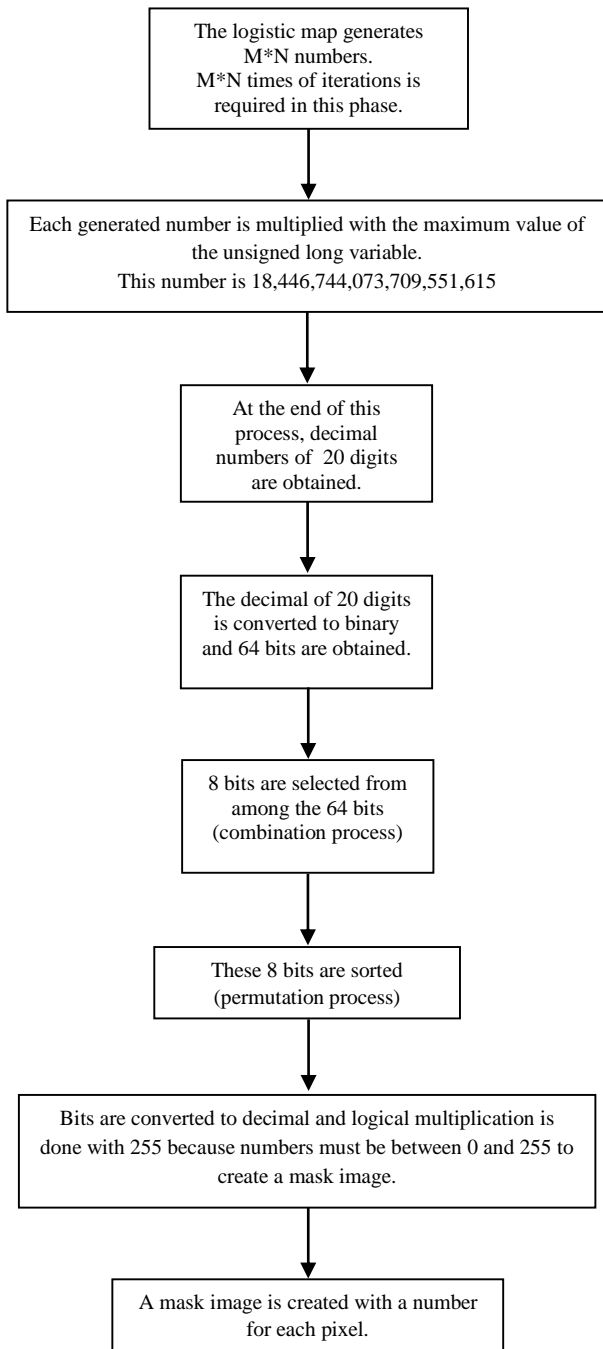 The logistic map generates
M*N numbers.
M*N times of iterations is
required in this phase.
Each generated number is multiplied with the maximum value of
the unsigned long variable.
This number is 18,446,744,073,709,551,615
At the end of this
process, decimal
numbers of 20 digits
are obtained.
The decimal of 20 digits
is converted to binary
and 64 bits are obtained.
8 bits are selected from
among the 64 bits
(combination process)
These 8 bits are sorted
(permutation process)
Bits are converted to decimal and logical multiplication is
done with 255 because numbers must be between 0 and 255 to
create a mask image.
A mask image is created with a number
for each pixel.